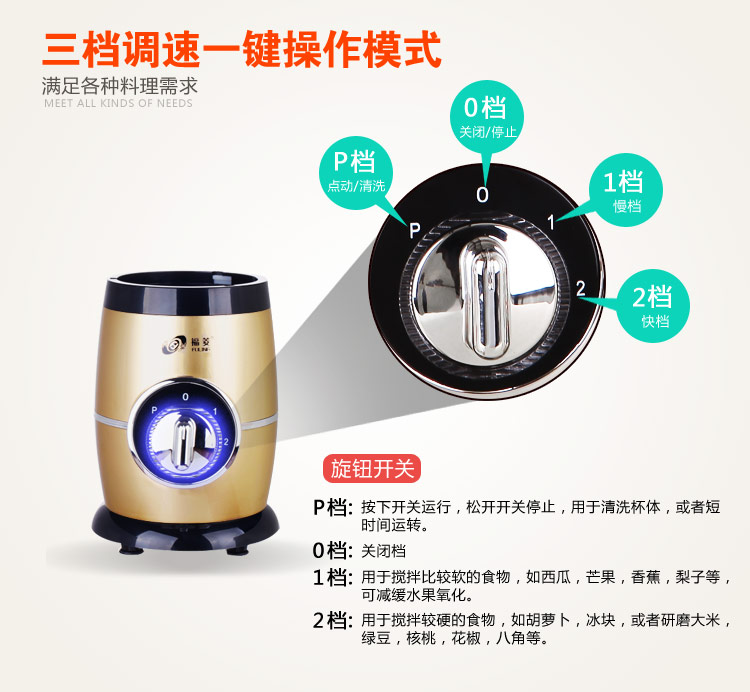 三档调速一键操作模式
满足各种料理需求
MEET ALL KINDS OF NEEDS
0档
关闭/停止
P档
点动/清洗
1档
慢档
2档
快档
P
0
1
2
福菱
FULING
P
0
1
2
旋钮开关
P档: 按下开关运行，松开开关停止，用于清洗杯体，或者短
时间运转。
0档: 关闭档
1档: 用于搅拌比较软的食物，如西瓜，芒果，香蕉，梨子等，
可减缓水果氧化。
2档: 用于搅拌较硬的食物，如胡萝卜，冰块，或者研磨大米，
绿豆，核桃，花椒，八角等。